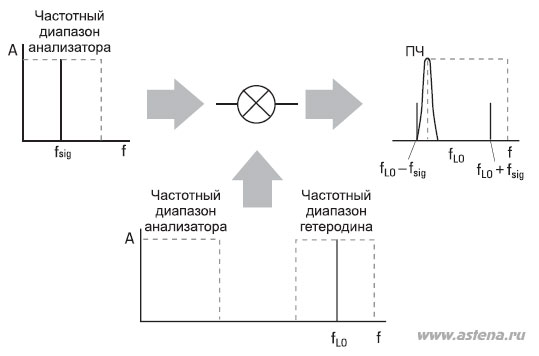 Частотный
диапазон
анализатора
A
fsig
f
ПЧ
fLO
f
fLO – fsig
fLO + fsig
Частотный
диапазон
анализатора
Частотный
диапазон
гетеродина
A
fLO
f
www.astena.ru